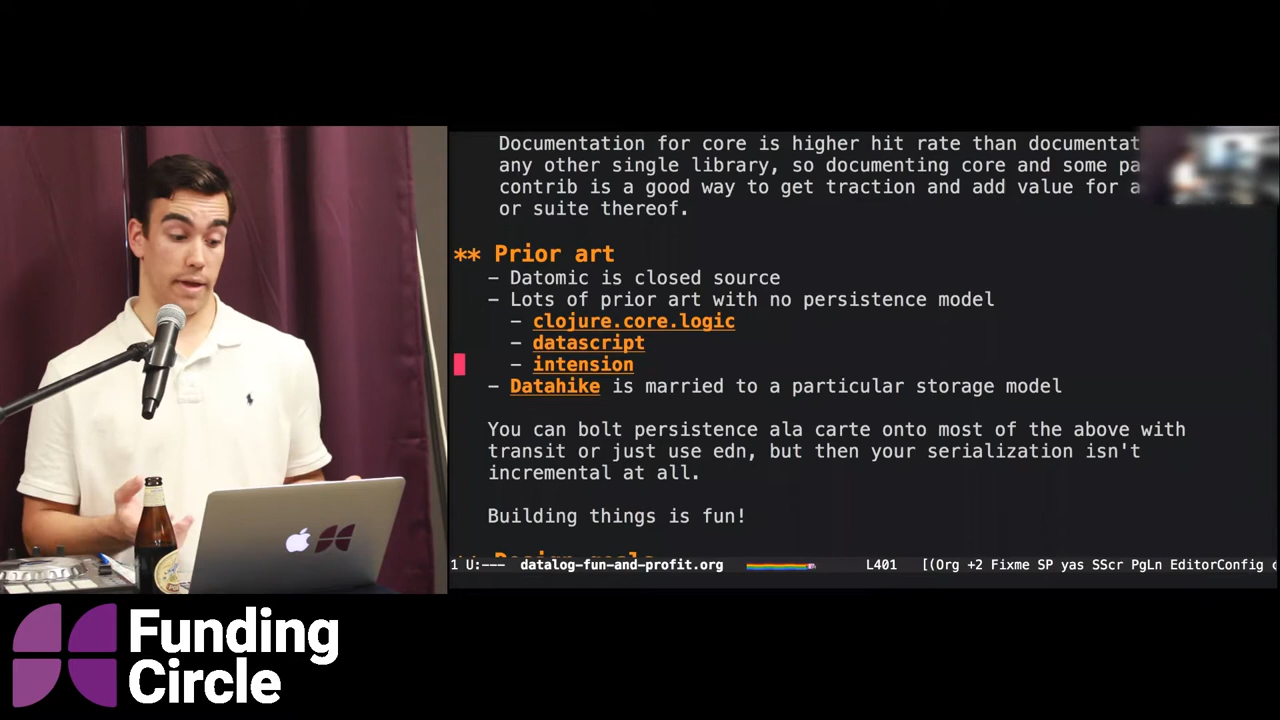 Documentation for core is higher hit rate than
any other single library, so documenting core and some
contrib is a good way to get traction and add value for
or suite thereof.
** Prior art
- Datomic is closed source
- Lots of prior art with no persistence model
- clojure.core.logic
- datascript
- intension
- Datahike is married to a particular storage model
You can bolt persistence ala carte onto most of the above with
transit or just use edn, but then your serialization isn't
incremental at all.
Building things is fun!
1 U:--- datalog-fun-and-profit.org L401 [(Org +2 Fixme SP yas SScr PgLn EditorConfig
Funding
Circle